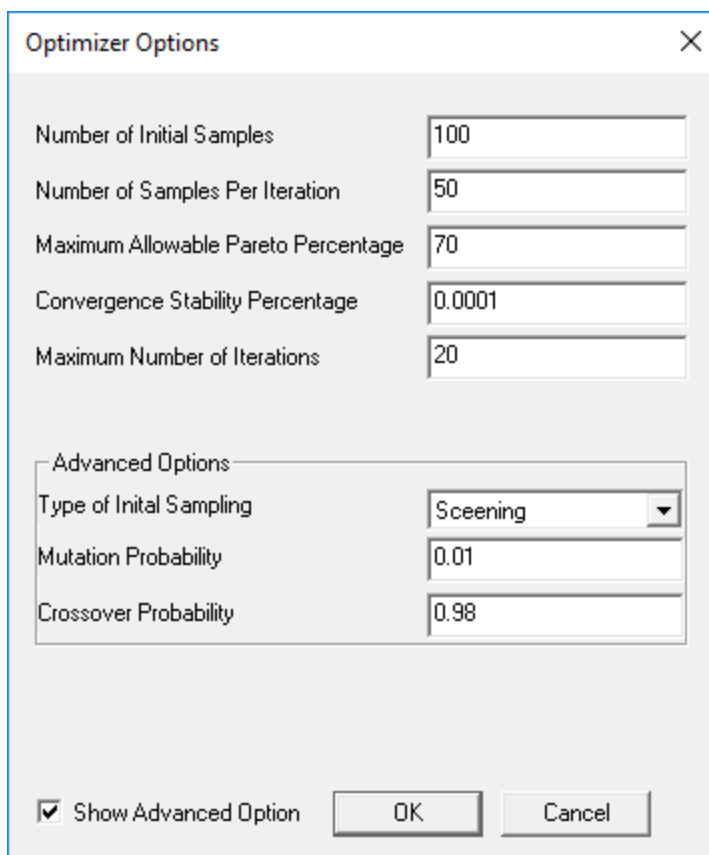 Optimizer Options
Number of Initial Samples 100
Number of Samples Per Iteration 50
Maximum Allowable Pareto Percentage 70
Convergence Stability Percentage 0.0001
Maximum Number of Iterations 20
Advanced Options
Type of Inital Sampling Sceening
Mutation Probability 0.01
Crossover Probability 0.98
Show Advanced Option OK Cancel